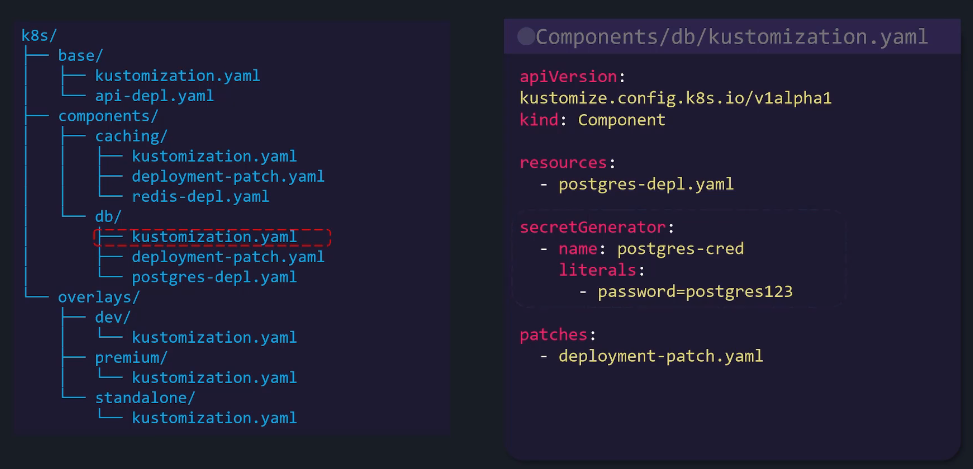 k8s/
├── base/
│   ├── kustomization.yaml
│   └── api-depl.yaml
├── components/
│   ├── caching/
│   │   ├── kustomization.yaml
│   │   ├── deployment-patch.yaml
│   │   └── redis-depl.yaml
│   └── db/
│       ├── kustomization.yaml
│       ├── deployment-patch.yaml
│       └── postgres-depl.yaml
└── overlays/
    ├── dev/
    │   └── kustomization.yaml
    ├── premium/
    │   └── kustomization.yaml
    └── standalone/
        └── kustomization.yaml
Components/db/kustomization.yaml
apiVersion:
kustomize.config.k8s.io/v1alpha1
kind: Component
resources:
  - postgres-depl.yaml
secretGenerator:
  - name: postgres-cred
    literals:
      - password=postgres123
patches:
  - deployment-patch.yaml